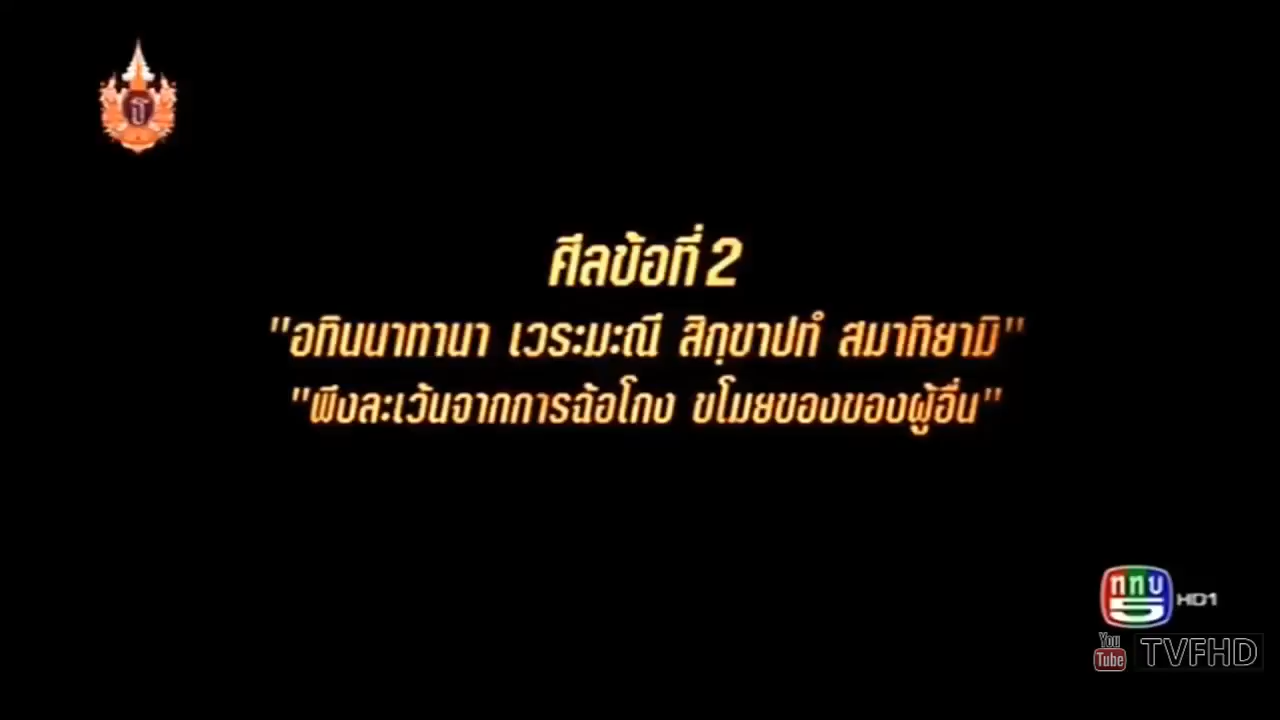 ศีลข้อที่ 2
"อทินนาทานา เวระมะณี สิกฺขาปทํ สมาทิยามิ"
"พึงละเว้นจากการฉ้อโกง ขโมยของของผู้อื่น"
ททบ
5 HD1
You
Tube TVFHD